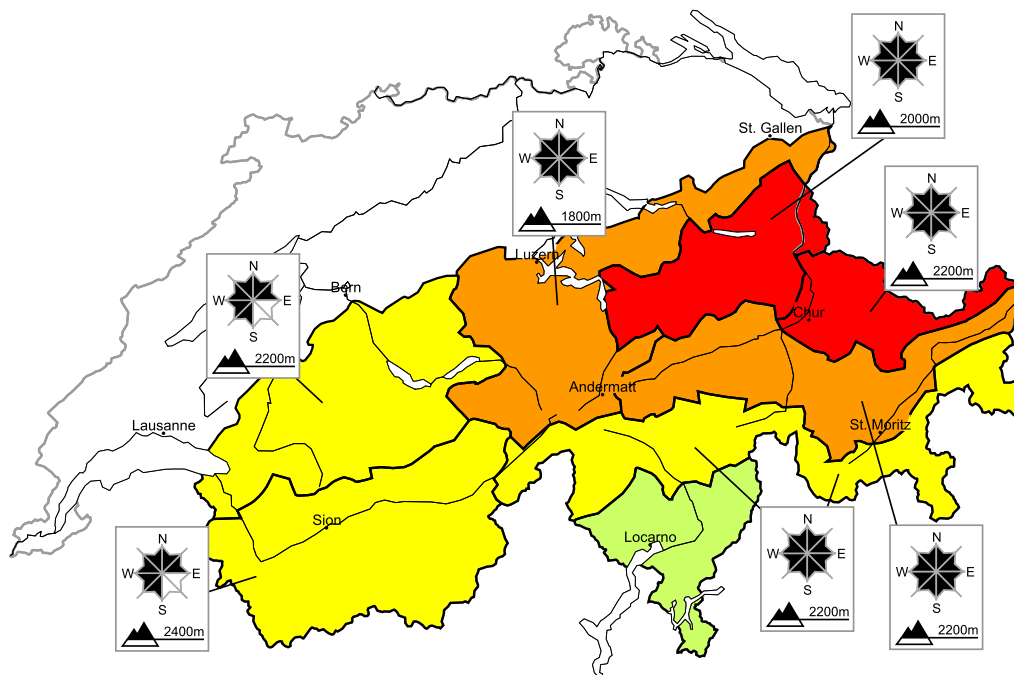 N
W E
S
2000m
St. Gallen
N
W E
S
1800m
N
W E
S
2200m
Luzern
N
W E
S
2200m
Bern
Chur
Andermatt
Lausanne
St. Moritz
Sion
Locarno
N
W E
S
2400m
N
W E
S
2200m
N
W E
S
2200m